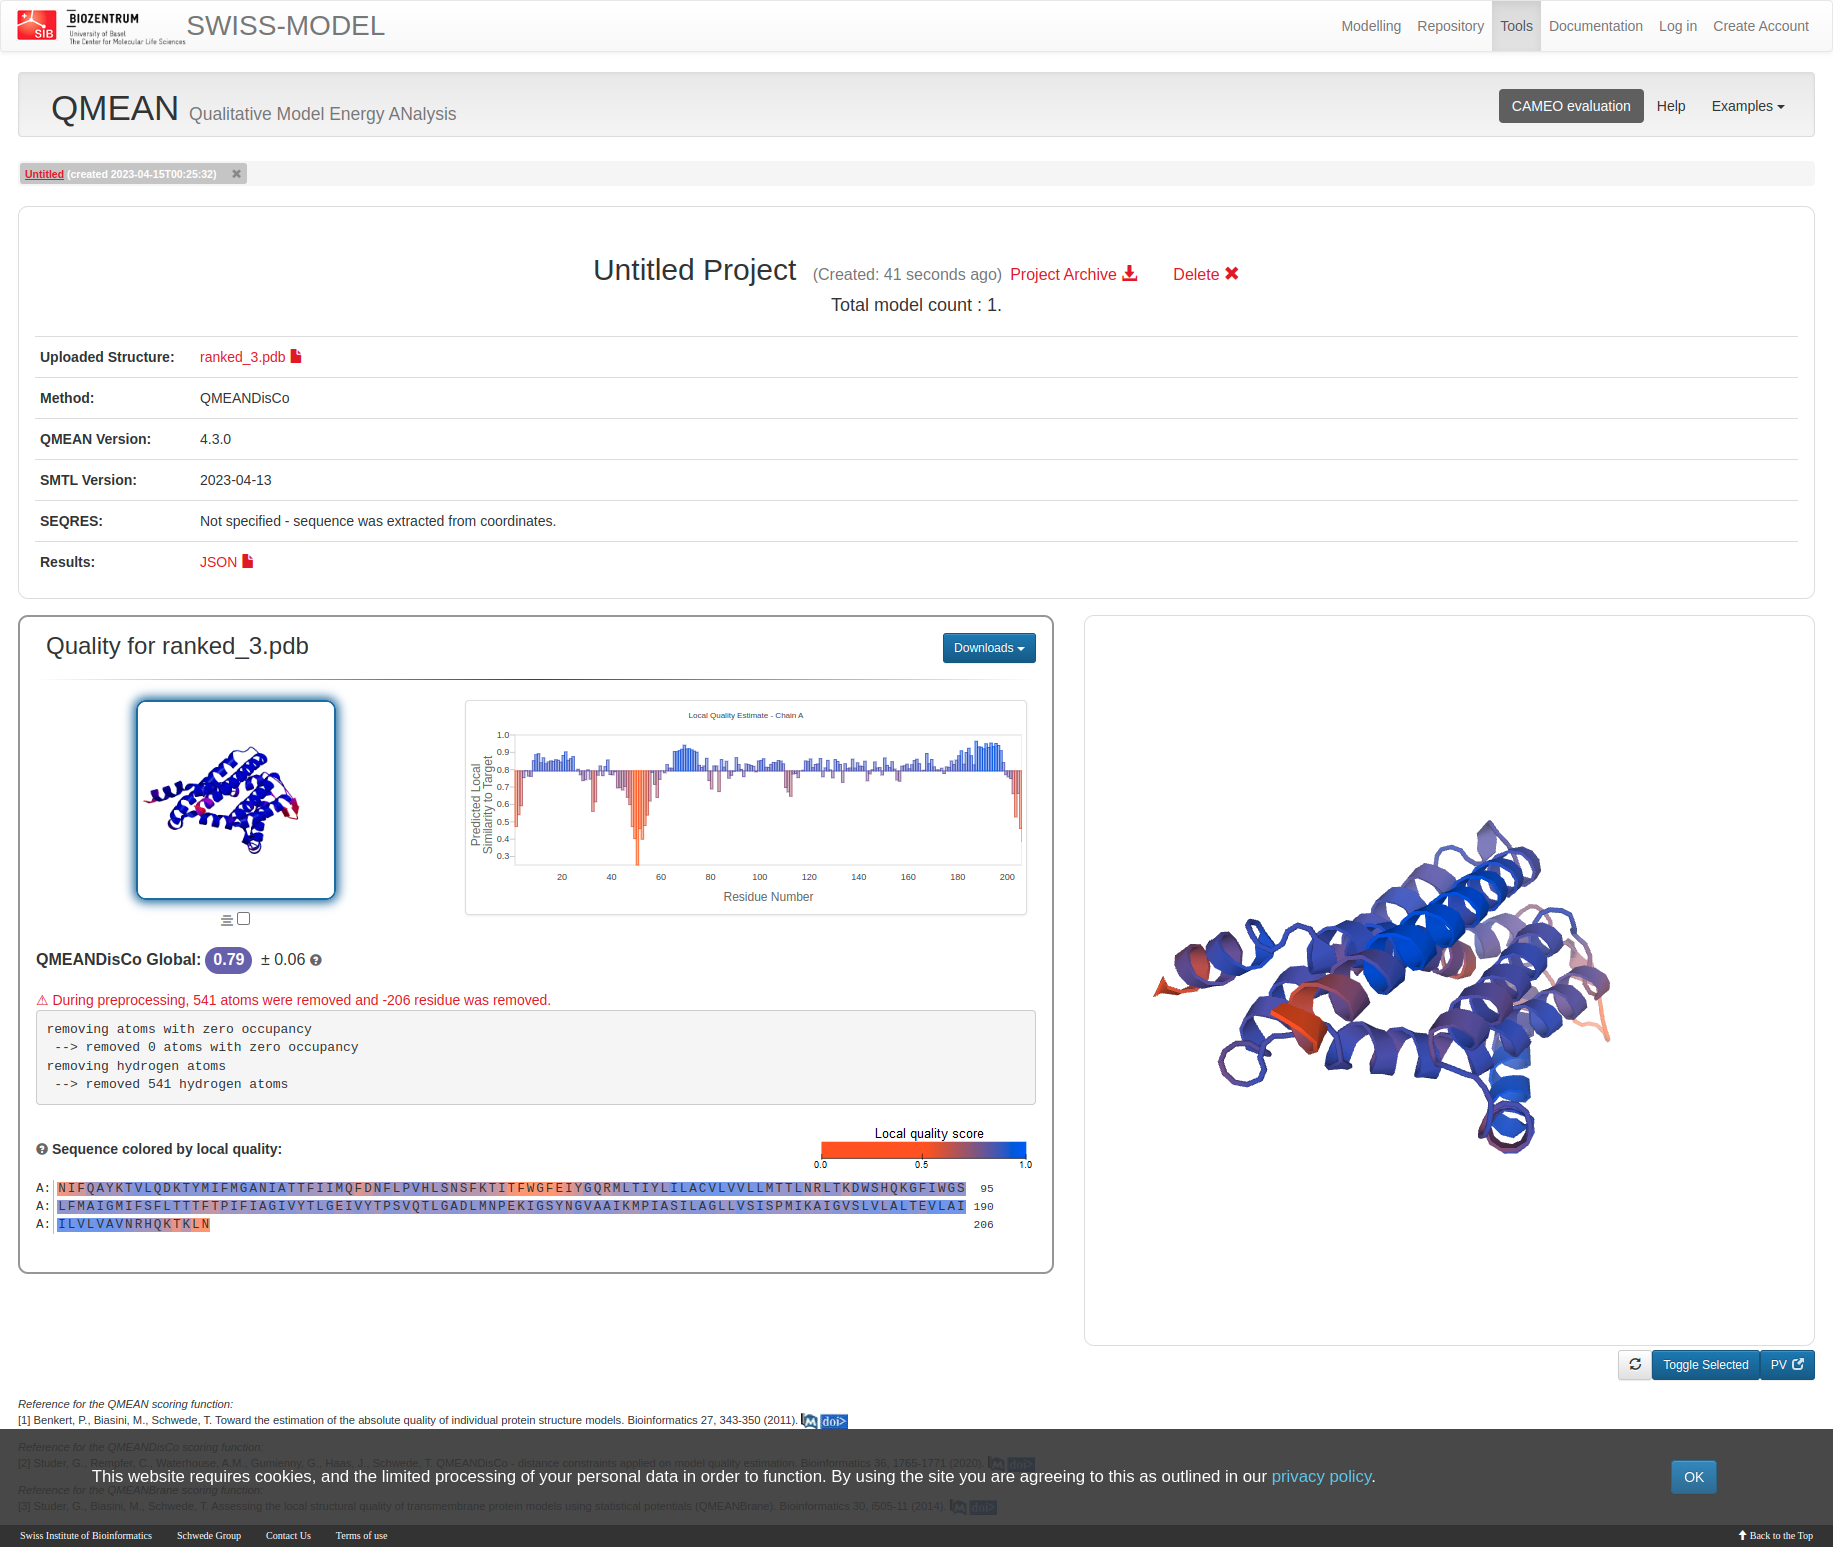 SIB
BIOZENTRUM
University of Basel
The Center for Molecular Life Sciences
SWISS-MODEL
Modelling Repository Tools Documentation Log in Create Account
QMEAN Qualitative Model Energy ANalysis
CAMEO evaluation Help Examples
Untitled (created 2023-04-15T00:25:32) ✖
Untitled Project (Created: 41 seconds ago) Project Archive Delete ✖
Total model count : 1.
Uploaded Structure: ranked_3.pdb
Method: QMEANDisCo
QMEAN Version: 4.3.0
SMTL Version: 2023-04-13
SEQRES: Not specified - sequence was extracted from coordinates.
Results: JSON
Quality for ranked_3.pdb
Downloads
Local Quality Estimate - Chain A
Predicted Local
Similarity to Target
1.0
0.9
0.8
0.7
0.6
0.5
0.4
0.3
20 40 60 80 100 120 140 160 180 200
Residue Number
QMEANDisCo Global: 0.79 ± 0.06
⚠ During preprocessing, 541 atoms were removed and -206 residue was removed.
removing atoms with zero occupancy
--> removed 0 atoms with zero occupancy
removing hydrogen atoms
--> removed 541 hydrogen atoms
Sequence colored by local quality:
Local quality score
0.0 0.5 1.0
A: NIFQAYKTVLQDKTYMIFMGANIATTFIIMQFDNFLPVHLSNSFKTITFWGFEIYGQRMLTIYLILACVLVVLLMTTLNRLTKDWSHQKGFIWGS 95
A: LFMAIGMIFSFLTTTFTPIFIAGIVYTLGEIVYTPSVQTLGADLMNPEKIGSYNGVAAIKMPIASILAGLLVSISPMIKAIGVSLVLALTEVLAI 190
A: ILVLVAVNRHQKTKLN 206
Toggle Selected PV
Reference for the QMEAN scoring function:
[1] Benkert, P., Biasini, M., Schwede, T. Toward the estimation of the absolute quality of individual protein structure models. Bioinformatics 27, 343-350 (2011). doi>
Reference for the QMEANDisCo scoring function:
[2] Studer, G., Rempfer, C., Waterhouse, A.M., Gumienny, G., Haas, J., Schwede, T. QMEANDisCo - distance constraints applied on model quality estimation. Bioinformatics 36, 1765-1771 (2020). doi>
This website requires cookies, and the limited processing of your personal data in order to function. By using the site you are agreeing to this as outlined in our privacy policy.
OK
Reference for the QMEANBrane scoring function:
[3] Studer, G., Biasini, M., Schwede, T. Assessing the local structural quality of transmembrane protein models using statistical potentials (QMEANBrane). Bioinformatics 30, i505-11 (2014). doi>
Swiss Institute of Bioinformatics Schwede Group Contact Us Terms of use Back to the Top